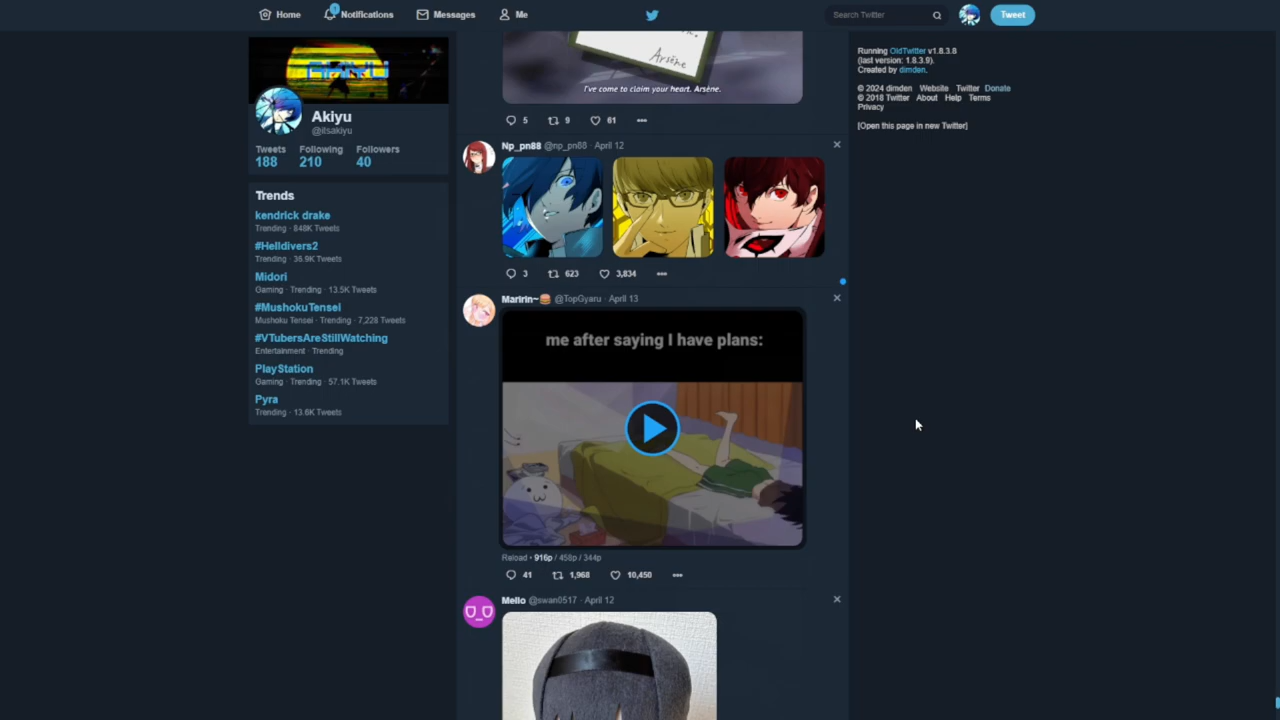 Home
1
Notifications
Messages
Me
Search Twitter
Tweet
Akiyu
@itsakiyu
Tweets Following Followers
188 210 40
Trends
kendrick drake
Trending · 848K Tweets
#Helldivers2
Trending · 36.9K Tweets
Midori
Gaming · Trending · 13.5K Tweets
#MushokuTensei
Mushoku Tensei · Trending · 7,228 Tweets
#VTubersAreStillWatching
Entertainment · Trending
PlayStation
Gaming · Trending · 57.1K Tweets
Pyra
Trending · 13.6K Tweets
Arsène
I've come to claim your heart. Arsène.
5 9 61
Np_pn88 @np_pn88 · April 12
3 623 3,834
Maririn~🍔 @TopGyaru · April 13
me after saying I have plans:
Reload • 916p / 458p / 344p
41 1,968 10,450
Mello @swan0517 · April 12
Running OldTwitter v1.8.3.8
(last version: 1.8.3.9).
Created by dimden.
© 2024 dimden Website Twitter Donate
© 2018 Twitter About Help Terms
Privacy
[Open this page in new Twitter]